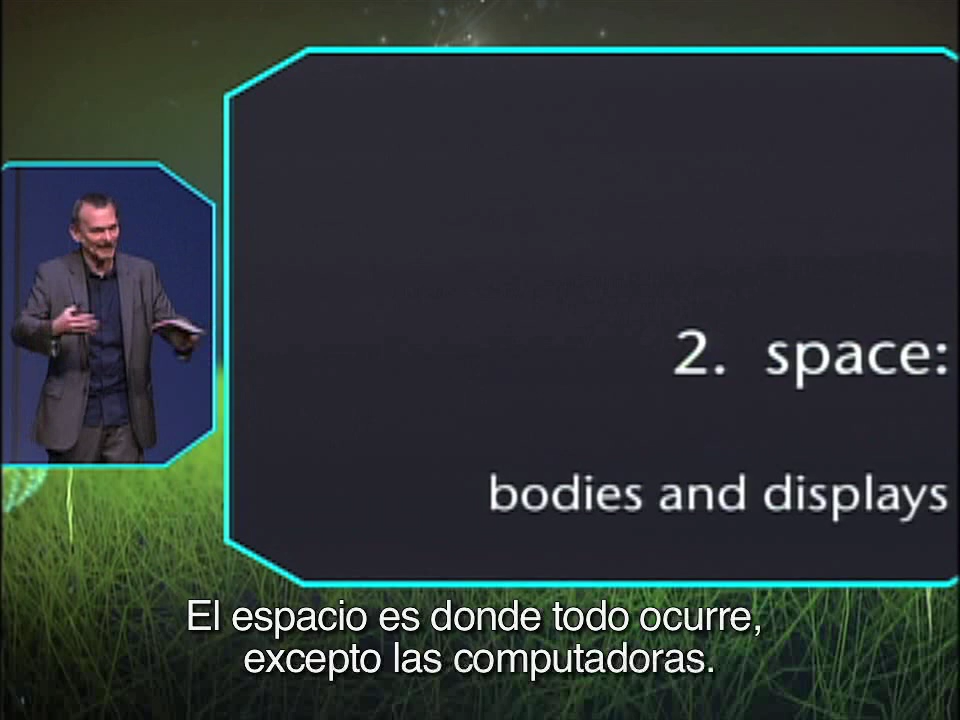 2. space:
bodies and displays
El espacio es donde todo ocurre,
excepto las computadoras.